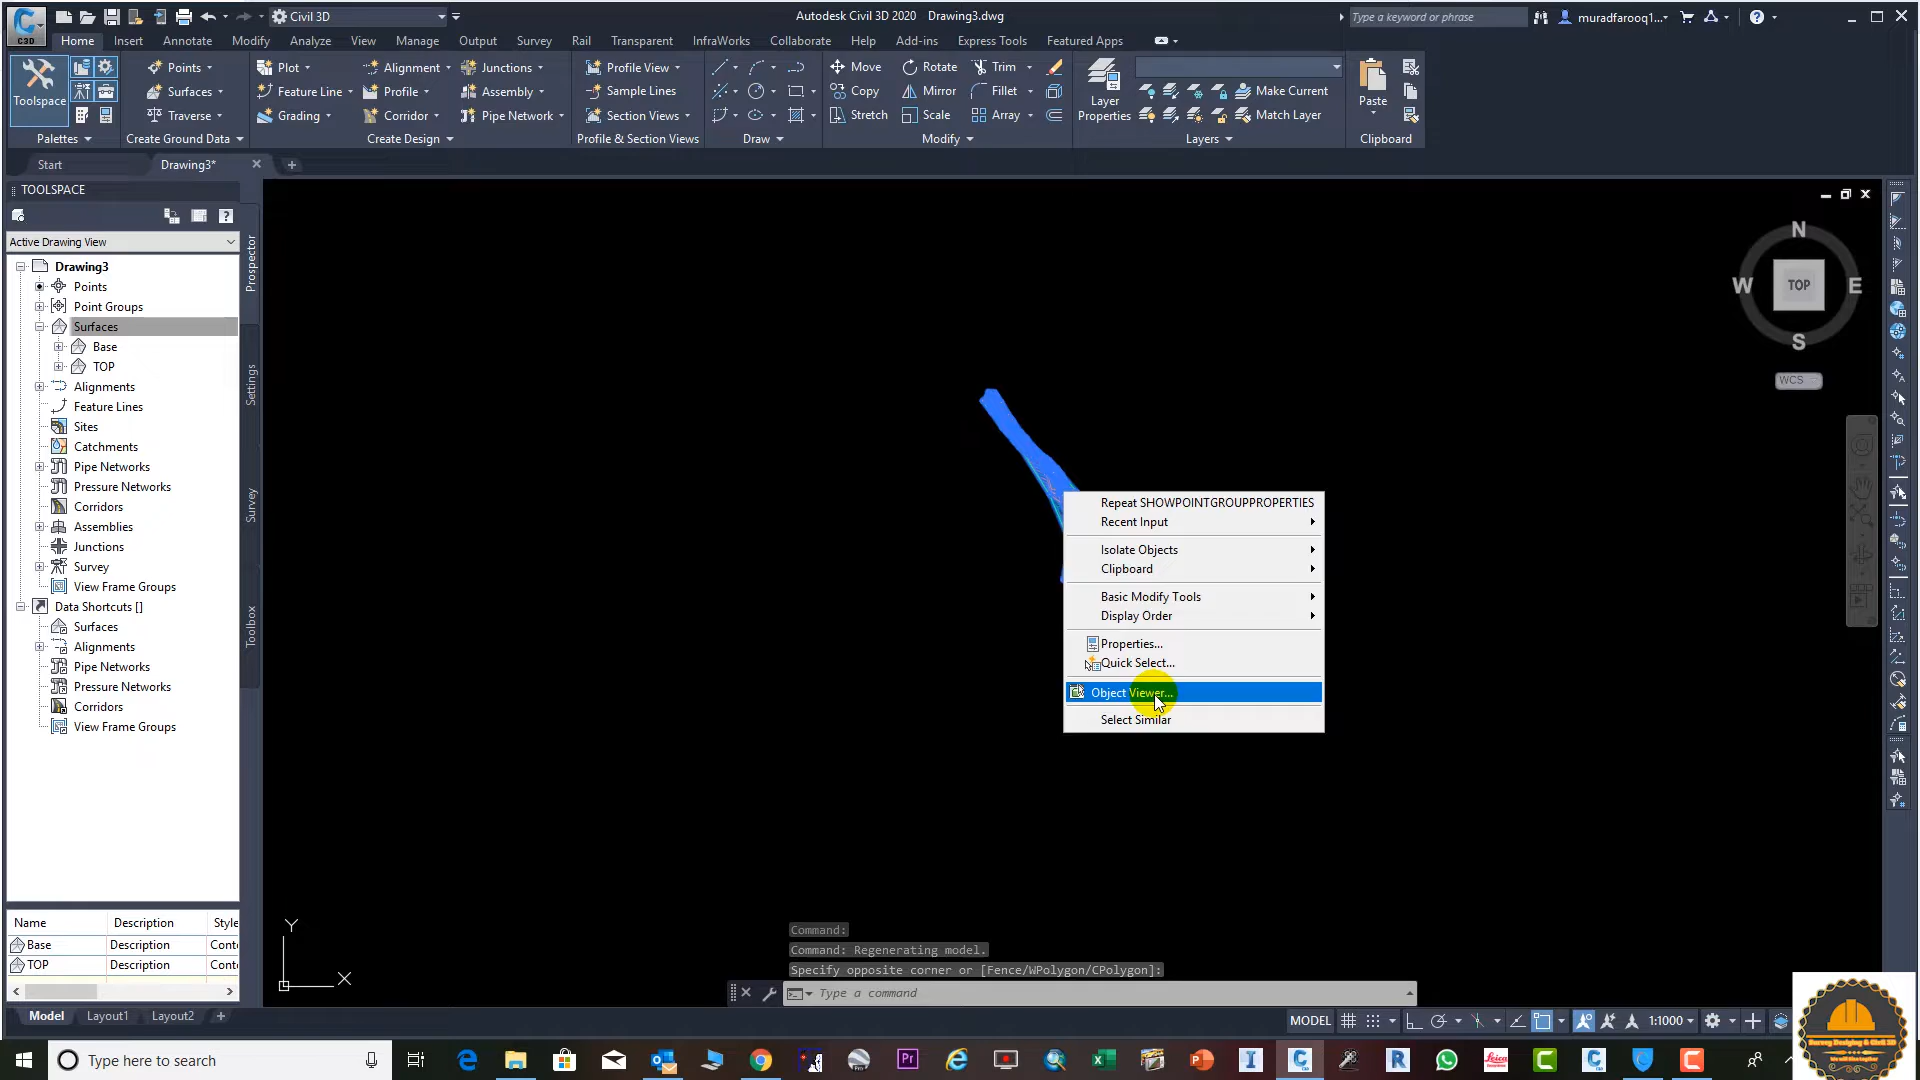 Civil 3D
Autodesk Civil 3D 2020 Drawing3.dwg
Type a keyword or phrase
muradfarooq1...
C3D
Home Insert Annotate Modify Analyze View Manage Output Survey Rail Transparent InfraWorks Collaborate Help Add-ins Express Tools Featured Apps
Toolspace
Palettes
Points
Surfaces
Traverse
Create Ground Data
Plot
Feature Line
Grading
Alignment
Profile
Corridor
Junctions
Assembly
Pipe Network
Create Design
Profile View
Sample Lines
Section Views
Profile & Section Views
Draw
Move
Copy
Stretch
Rotate
Mirror
Scale
Trim
Fillet
Array
Modify
Layer
Properties
Make Current
Match Layer
Layers
Paste
Clipboard
Start
Drawing3*
TOOLSPACE
Active Drawing View
Drawing3
Points
Point Groups
Surfaces
Base
TOP
Alignments
Feature Lines
Sites
Catchments
Pipe Networks
Pressure Networks
Corridors
Assemblies
Junctions
Survey
View Frame Groups
Data Shortcuts []
Surfaces
Alignments
Pipe Networks
Pressure Networks
Corridors
View Frame Groups
Prospector
Settings
Survey
Toolbox
Name Description Style
Base Description Cont
TOP Description Cont
N
W TOP E
S
WCS
Repeat SHOWPOINTGROUPPROPERTIES
Recent Input
Isolate Objects
Clipboard
Basic Modify Tools
Display Order
Properties...
Quick Select...
Object Viewer...
Select Similar
Y
X
Command:
Command: Regenerating model.
Specify opposite corner or [Fence/WPolygon/CPolygon]:
Type a command
Model Layout1 Layout2
MODEL
1:1000
Type here to search
Survey Designing & Civil 3D